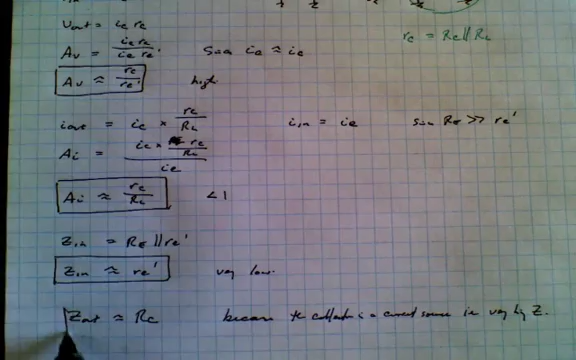 rc = Rc//RL
Vout = ic rc
Av = ic rc / ie re' Since ic ≈ ie
Av ≈ rc / re' high
iout = ic × rc / RL iin = ie since RE >> re'
Ai = ic × rc / RL / ie
Ai ≈ rc / RL <1
Zin = RE // re'
Zin ≈ re' very low.
Zout ≈ Rc because the collector is a current source ie very high Z.